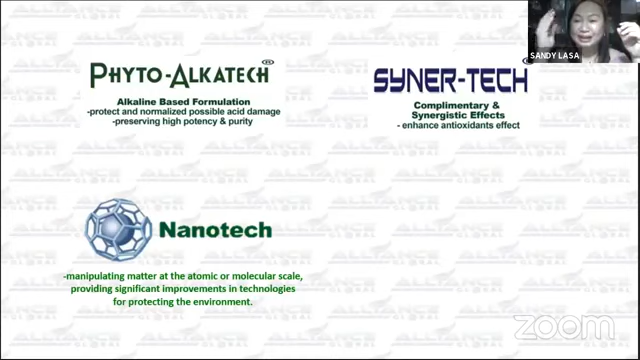 SANDY LASA
PHYTO-ALKATECH®
Alkaline Based Formulation
-protect and normalized possible acid damage
-preserving high potency & purity
SYNER-TECH
Complimentary &
Synergistic Effects
- enhance antioxidants effect
Nanotech
-manipulating matter at the atomic or molecular scale,
providing significant improvements in technologies
for protecting the environment.
zoom
ALLIANCE
GLOBAL